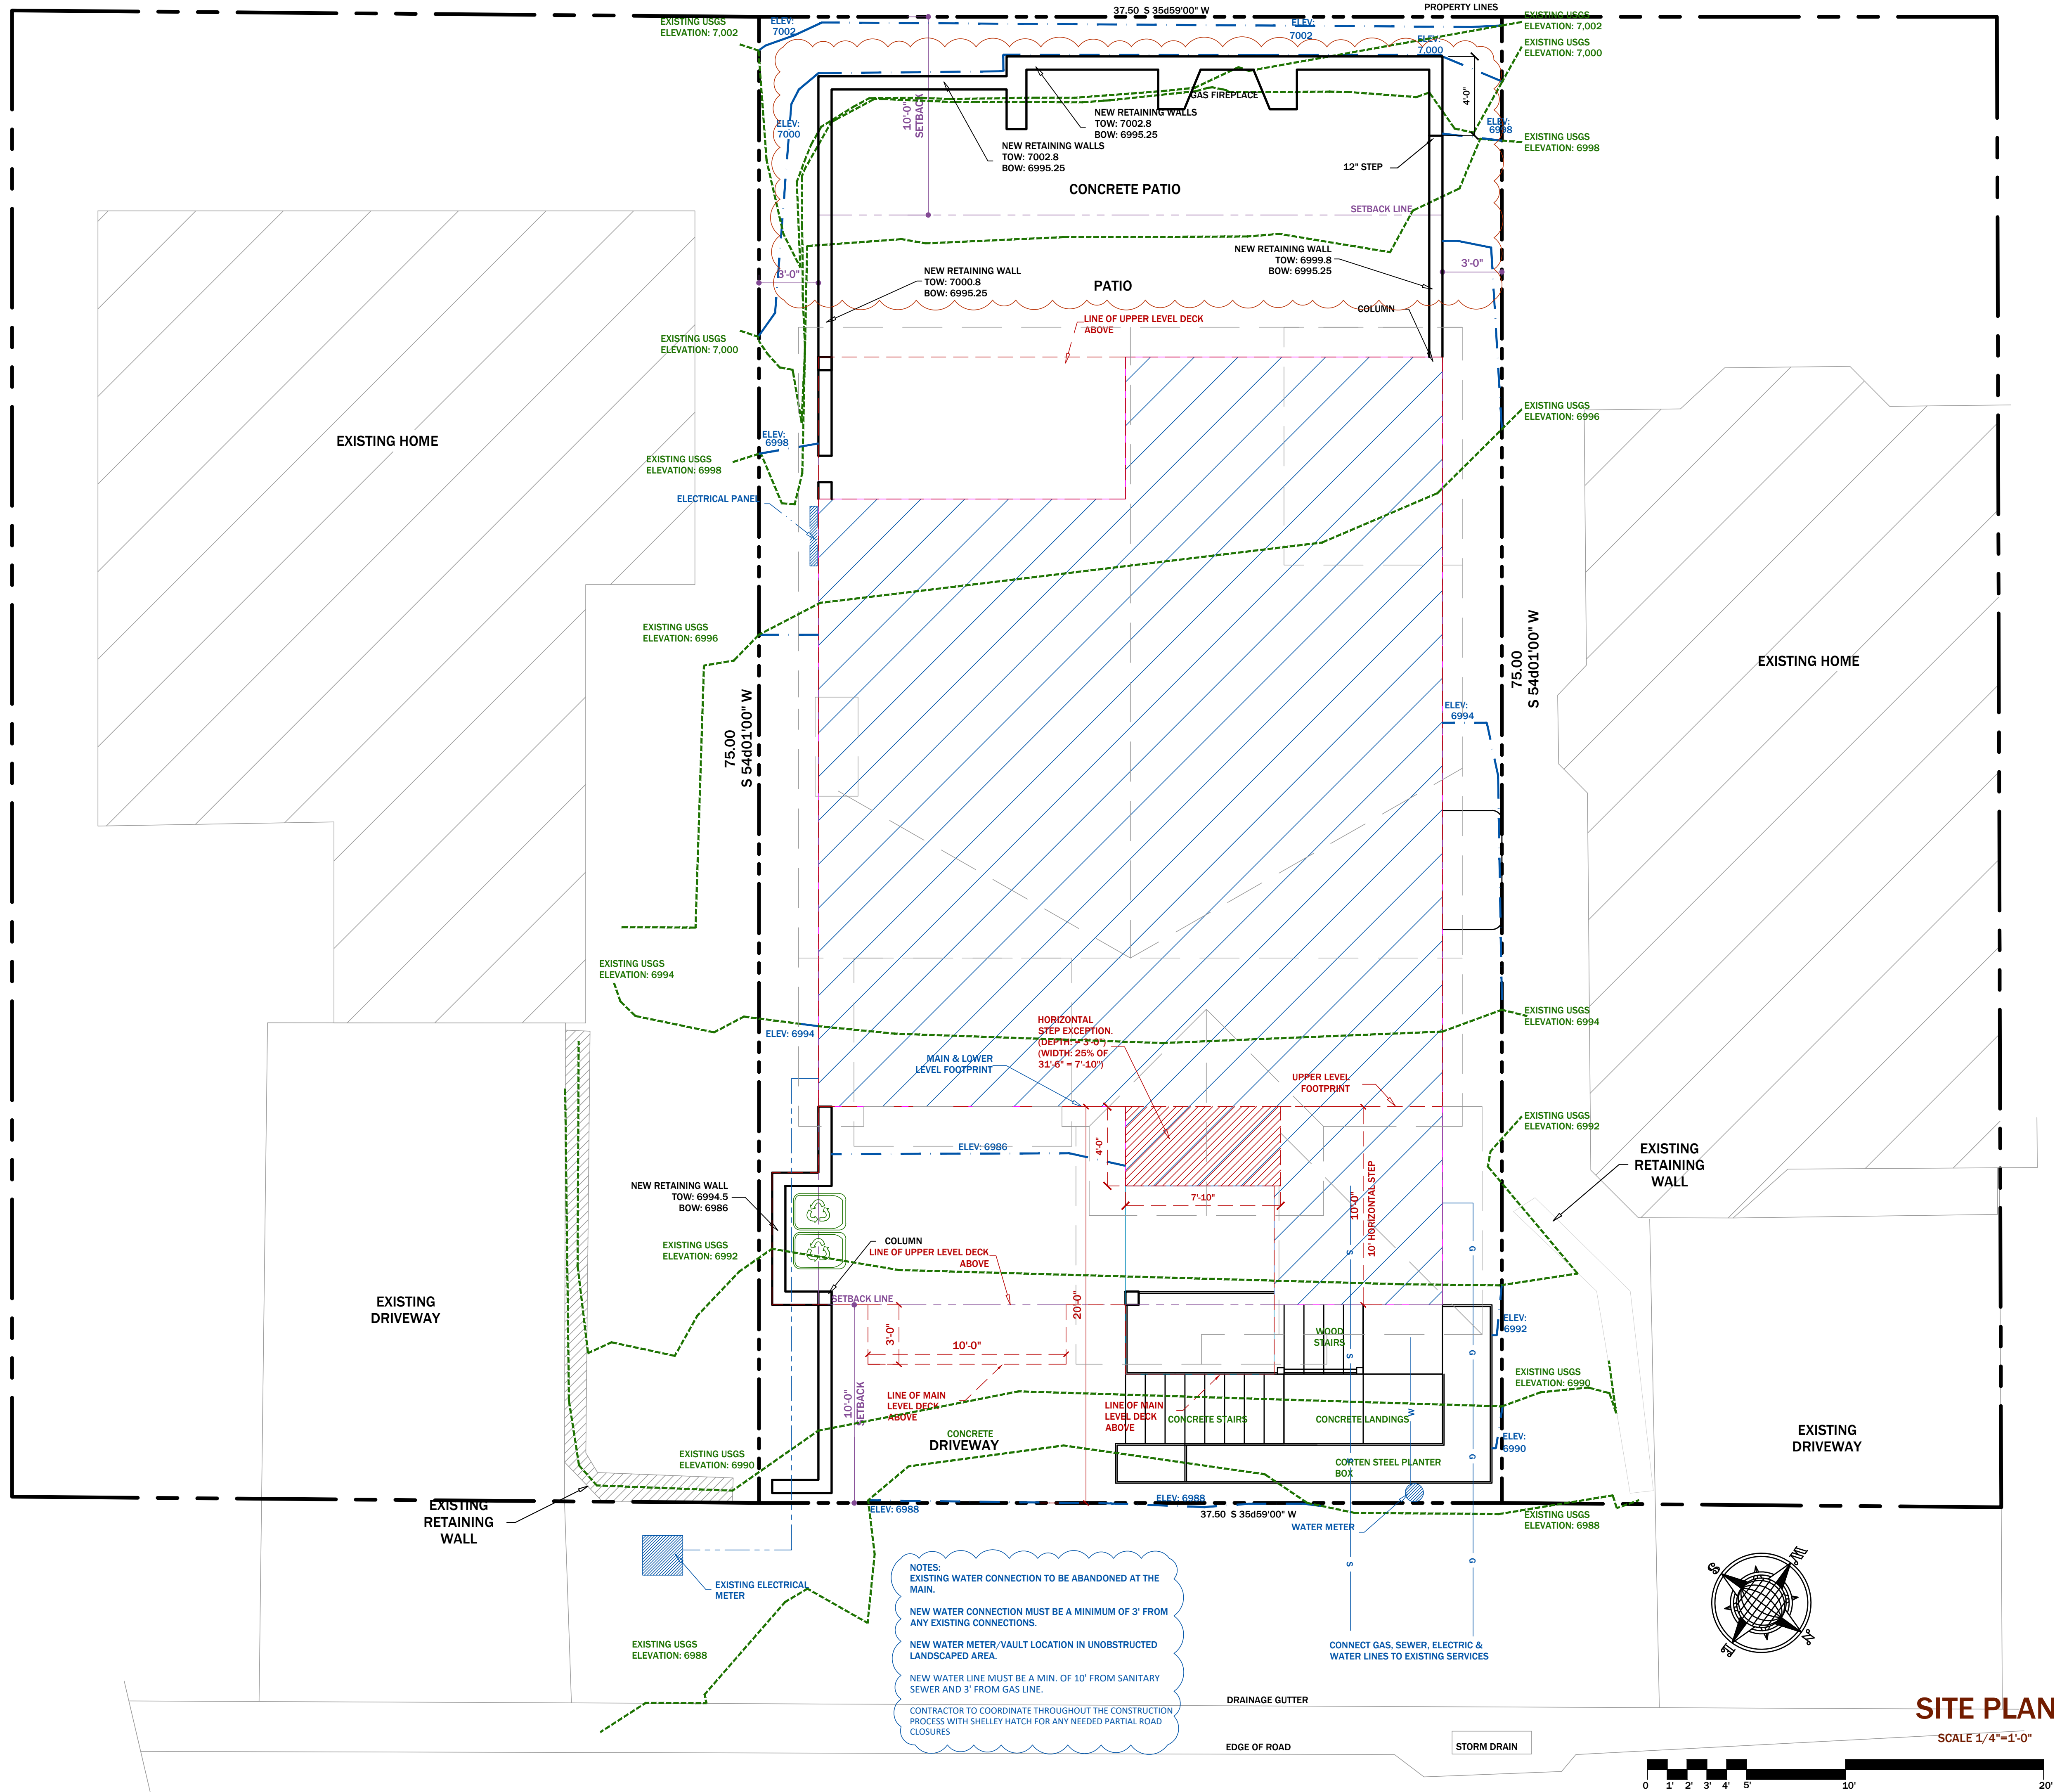 EXISTING USGS
ELEVATION: 7,002
ELEV:
7002
37.50  S 35d59'00" W
ELEV:
7002
PROPERTY LINES
EXISTING USGS
ELEVATION: 7,002
ELEV:
7,000
EXISTING USGS
ELEVATION: 7,000
10'-0"
SETBACK
GAS FIREPLACE
4'-0"
ELEV:
7000
NEW RETAINING WALLS
TOW: 7002.8
BOW: 6995.25
ELEV:
6998
EXISTING USGS
ELEVATION: 6998
NEW RETAINING WALLS
TOW: 7002.8
BOW: 6995.25
12" STEP
CONCRETE PATIO
SETBACK LINE
NEW RETAINING WALL
TOW: 6999.8
BOW: 6995.25
3'-0"
3'-0"
NEW RETAINING WALL
TOW: 7000.8
BOW: 6995.25
PATIO
COLUMN
LINE OF UPPER LEVEL DECK
ABOVE
EXISTING USGS
ELEVATION: 7,000
EXISTING USGS
ELEVATION: 6996
EXISTING HOME
ELEV:
6998
EXISTING USGS
ELEVATION: 6998
ELECTRICAL PANEL
EXISTING USGS
ELEVATION: 6996
75.00
S 54d01'00" W
75.00
S 54d01'00" W
EXISTING HOME
ELEV:
6994
EXISTING USGS
ELEVATION: 6994
ELEV: 6994
HORIZONTAL
STEP EXCEPTION.
(DEPTH: = 3'-0")
(WIDTH: 25% OF
31'-6" = 7'-10")
EXISTING USGS
ELEVATION: 6994
MAIN & LOWER
LEVEL FOOTPRINT
UPPER LEVEL
FOOTPRINT
EXISTING USGS
ELEVATION: 6992
ELEV: 6986
4'-0"
7'-10"
10'-0"
10' HORIZONTAL STEP
EXISTING
RETAINING
WALL
NEW RETAINING WALL
TOW: 6994.5
BOW: 6986
COLUMN
LINE OF UPPER LEVEL DECK
ABOVE
EXISTING USGS
ELEVATION: 6992
S
G
SETBACK LINE
20'-0"
EXISTING
DRIVEWAY
3'-0"
10'-0"
WOOD
STAIRS
S
G
ELEV:
6992
10'-0"
SETBACK
LINE OF MAIN
LEVEL DECK
ABOVE
LINE OF MAIN
LEVEL DECK
ABOVE
CONCRETE STAIRS
CONCRETE LANDINGS
W
EXISTING USGS
ELEVATION: 6990
CONCRETE
DRIVEWAY
ELEV:
6990
EXISTING
DRIVEWAY
EXISTING USGS
ELEVATION: 6990
CORTEN STEEL PLANTER
BOX
S
G
EXISTING
RETAINING
WALL
ELEV: 6988
ELEV: 6988
37.50  S 35d59'00" W
WATER METER
EXISTING USGS
ELEVATION: 6988
EXISTING ELECTRICAL
METER
S
G
NOTES:
EXISTING WATER CONNECTION TO BE ABANDONED AT THE
MAIN.
NEW WATER CONNECTION MUST BE A MINIMUM OF 3' FROM
ANY EXISTING CONNECTIONS.
NEW WATER METER/VAULT LOCATION IN UNOBSTRUCTED
LANDSCAPED AREA.
NEW WATER LINE MUST BE A MIN. OF 10' FROM SANITARY
SEWER AND 3' FROM GAS LINE.
CONTRACTOR TO COORDINATE THROUGHOUT THE CONSTRUCTION
PROCESS WITH SHELLEY HATCH FOR ANY NEEDED PARTIAL ROAD
CLOSURES
EXISTING USGS
ELEVATION: 6988
CONNECT GAS, SEWER, ELECTRIC &
WATER LINES TO EXISTING SERVICES
DRAINAGE GUTTER
EDGE OF ROAD
STORM DRAIN
SITE PLAN
SCALE 1/4"=1'-0"
0 1' 2' 3' 4' 5' 10' 20'